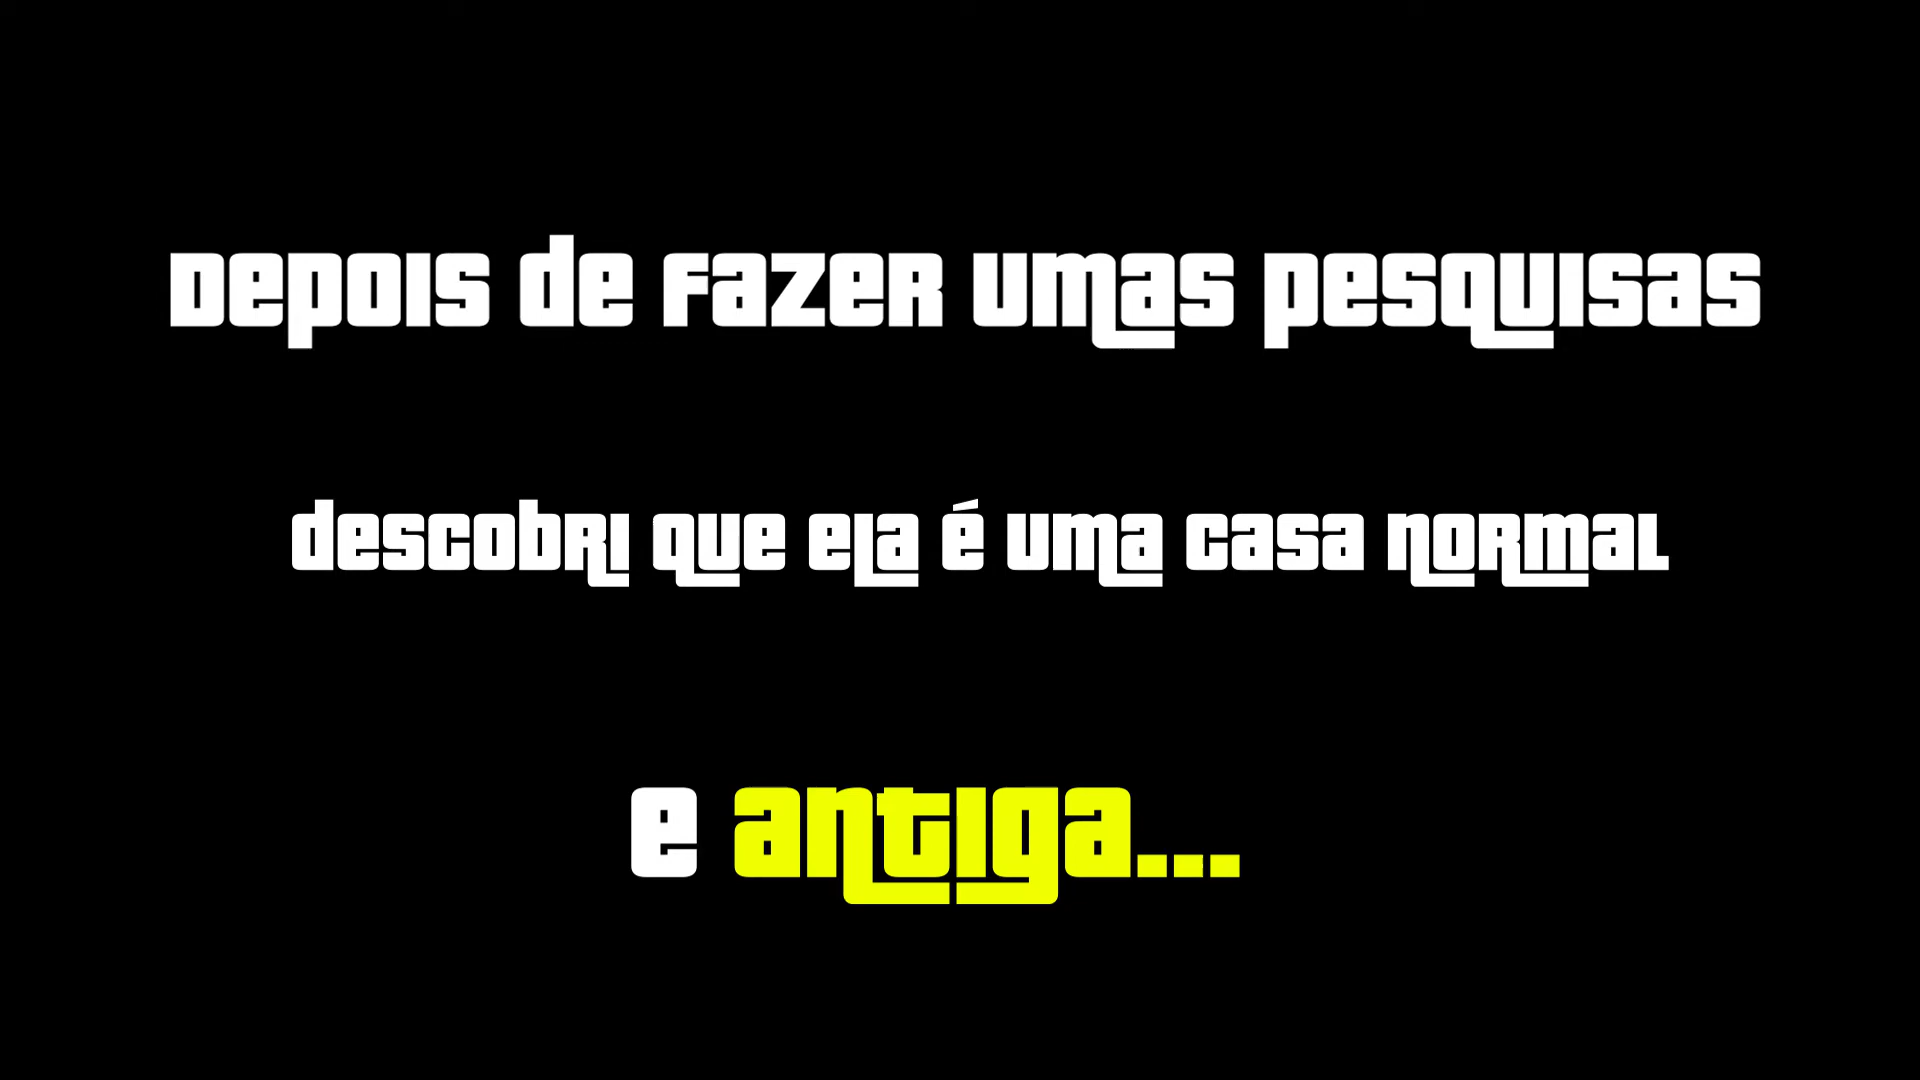 Depois de fazer umas pesquisas
descobri que ela é uma casa normal
e antiga...